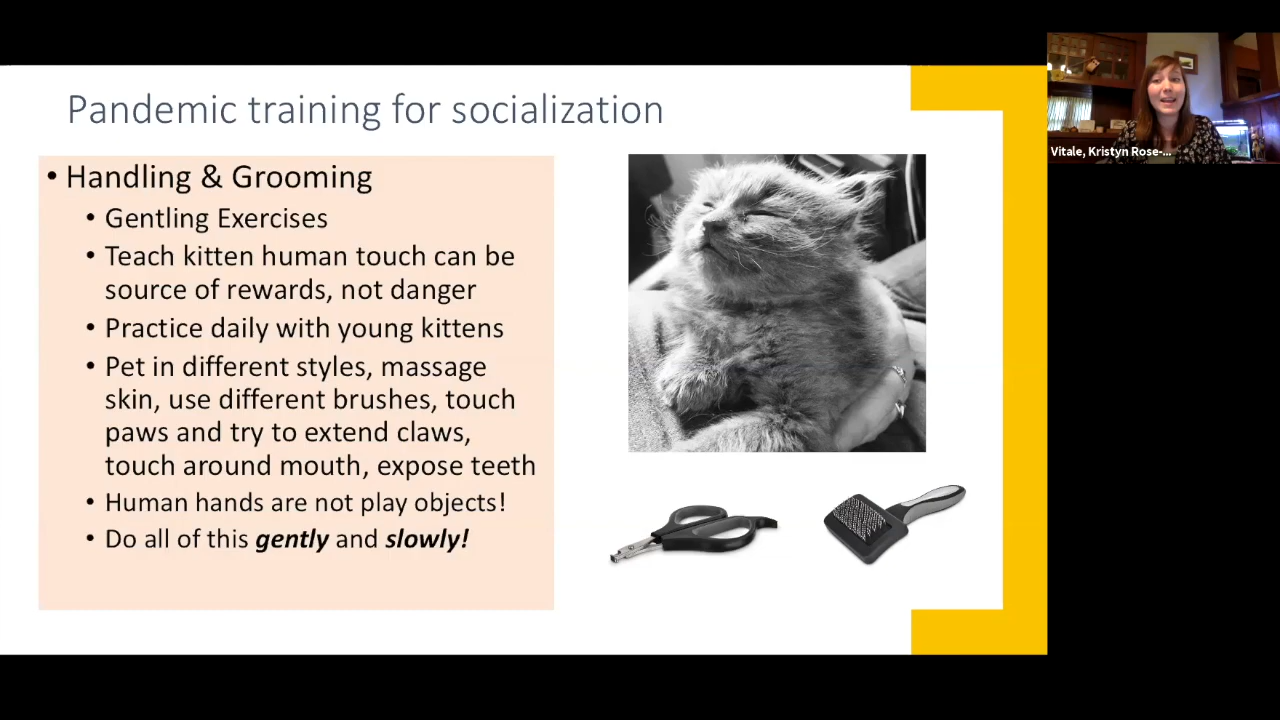 Pandemic training for socialization
• Handling & Grooming
• Gentling Exercises
• Teach kitten human touch can be
source of rewards, not danger
• Practice daily with young kittens
• Pet in different styles, massage
skin, use different brushes, touch
paws and try to extend claws,
touch around mouth, expose teeth
• Human hands are not play objects!
• Do all of this gently and slowly!
Vitale, Kristyn Rose-...